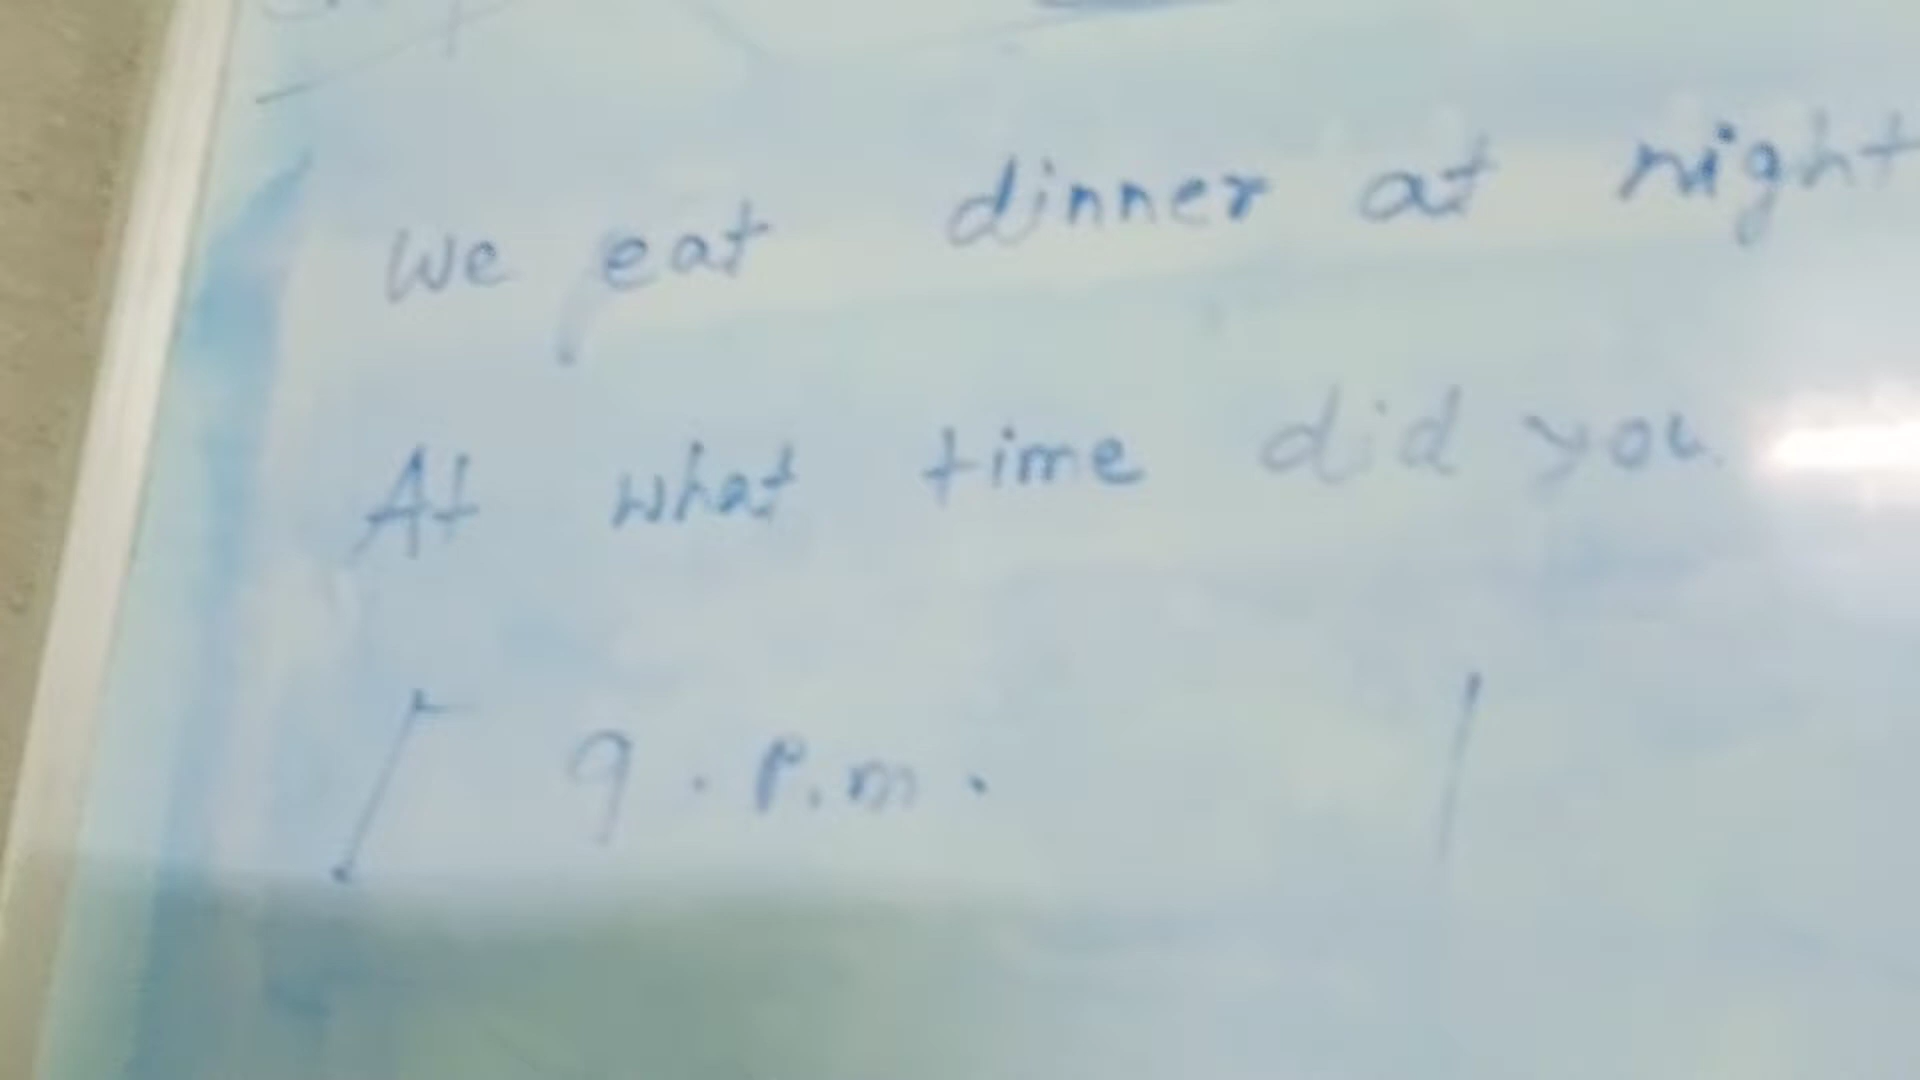 We eat dinner at night
At what time did you
9.P.m.